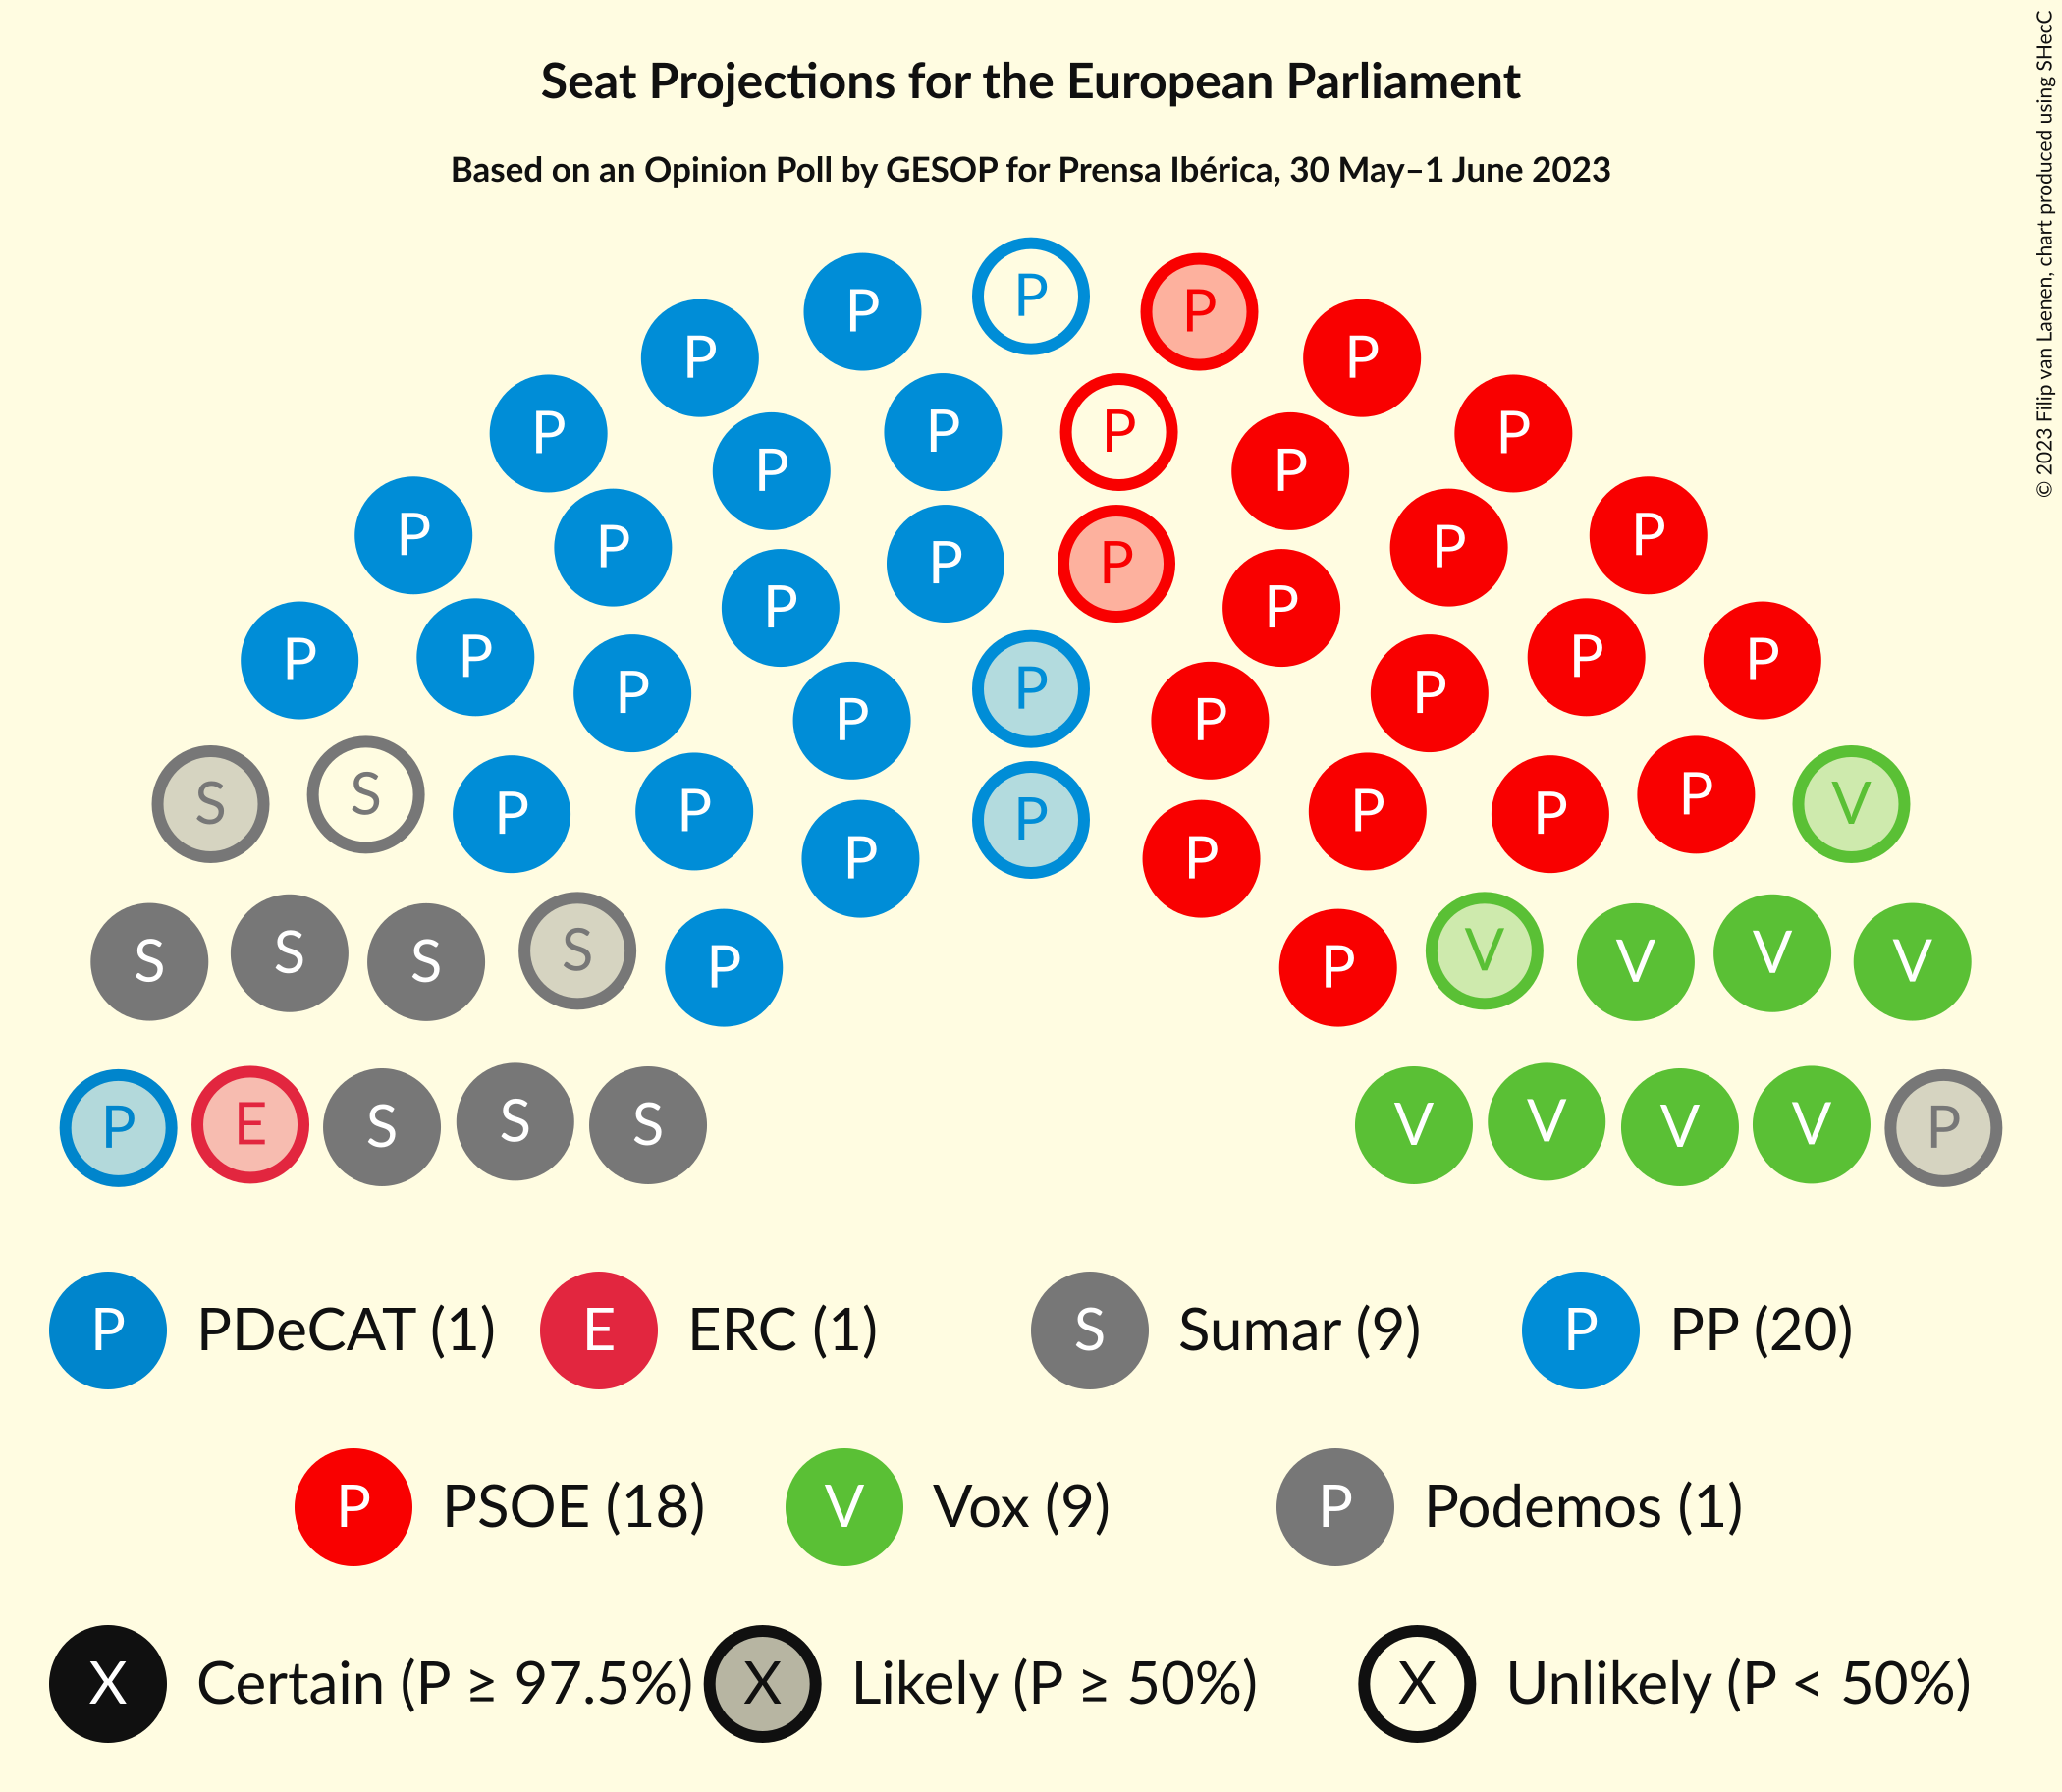 Seat Projections for the European Parliament
Based on an Opinion Poll by GESOP for Prensa Ibérica, 30 May–1 June 2023
© 2023 Filip van Laenen, chart produced using SHecC
P
P P
P P
P P
P P
P P
P P
P P
P P
P P
P P
P P
P P P P
P
P P P P
P P
S S P P P P P V
P
P P
S S S S P P V V V V
P E S S S V V V V P
P PDeCAT (1) E ERC (1) S Sumar (9) P PP (20)
P PSOE (18) V Vox (9) P Podemos (1)
X Certain (P ≥ 97.5%) X Likely (P ≥ 50%) X Unlikely (P < 50%)